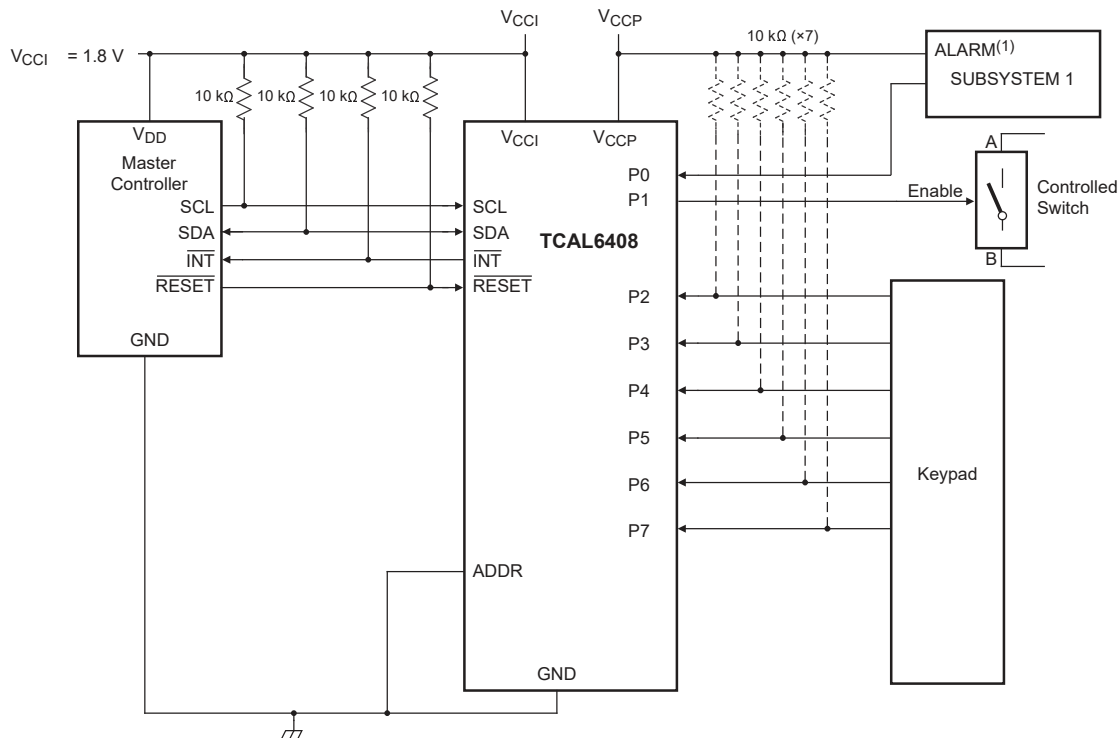 VCCI
VCCP
VCCI = 1.8 V
10 kΩ (×7)
ALARM(1)
SUBSYSTEM 1
10 kΩ
10 kΩ
10 kΩ
10 kΩ
VDD
Master
Controller
SCL
SDA
INT
RESET
GND
VCCI
VCCP
SCL
SDA
INT
RESET
TCAL6408
P0
P1
P2
P3
P4
P5
P6
P7
ADDR
GND
Enable
A
B
Controlled
Switch
Keypad